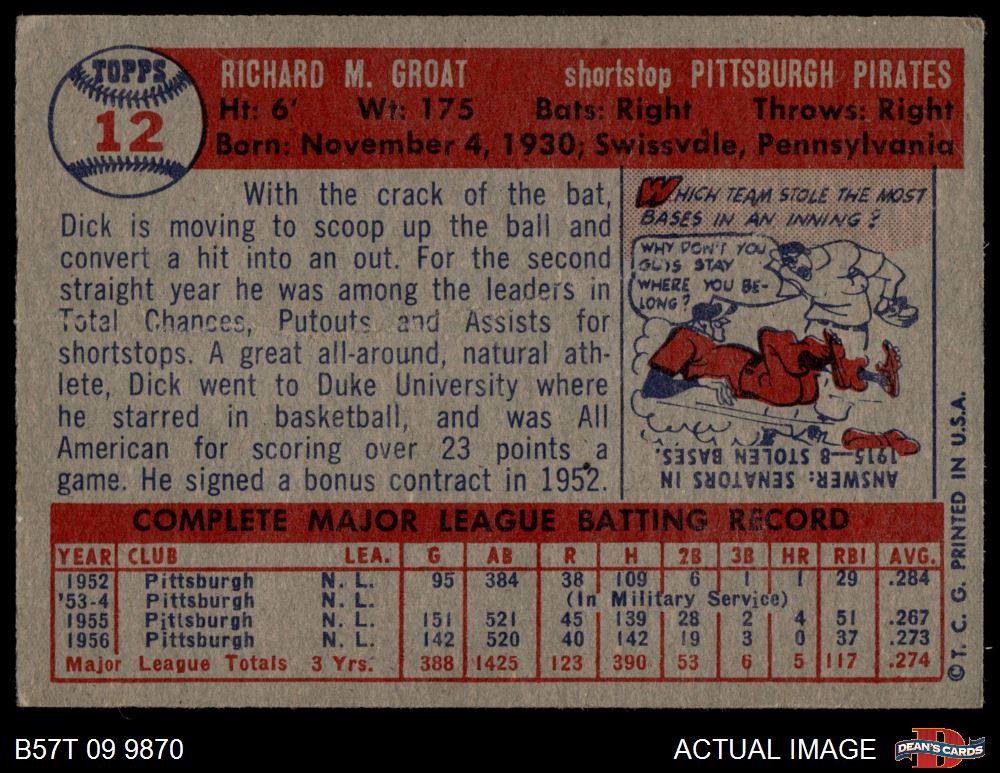 TOPPS
12
RICHARD M. GROAT shortstop PITTSBURGH PIRATES
Ht: 6' Wt: 175 Bats: Right Throws: Right
Born: November 4, 1930; Swissvale, Pennsylvania
With the crack of the bat,
Dick is moving to scoop up the ball and
convert a hit into an out. For the second
straight year he was among the leaders in
Total Chances, Putouts and Assists for
shortstops. A great all-around, natural ath-
lete, Dick went to Duke University where
he starred in basketball, and was All
American for scoring over 23 points a
game. He signed a bonus contract in 1952.
WHICH TEAM STOLE THE MOST
BASES IN AN INNING?
WHY DON'T YOU
GUYS STAY
WHERE YOU BE-
LONG?
ANSWER: SENATORS IN
1915—8 STOLEN BASES.
COMPLETE MAJOR LEAGUE BATTING RECORD
YEAR CLUB LEA. G AB R H 2B 3B HR RBI AVG.
1952 Pittsburgh N. L. 95 384 38 109 6 1 1 29 .284
'53-4 Pittsburgh N. L. (In Military Service)
1955 Pittsburgh N. L. 151 521 45 139 28 2 4 51 .267
1956 Pittsburgh N. L. 142 520 40 142 19 3 0 37 .273
Major League Totals 3 Yrs. 388 1425 123 390 53 6 5 117 .274
© T. C. G. PRINTED IN U.S.A.
B57T 09 9870
ACTUAL IMAGE
DEAN'S CARDS